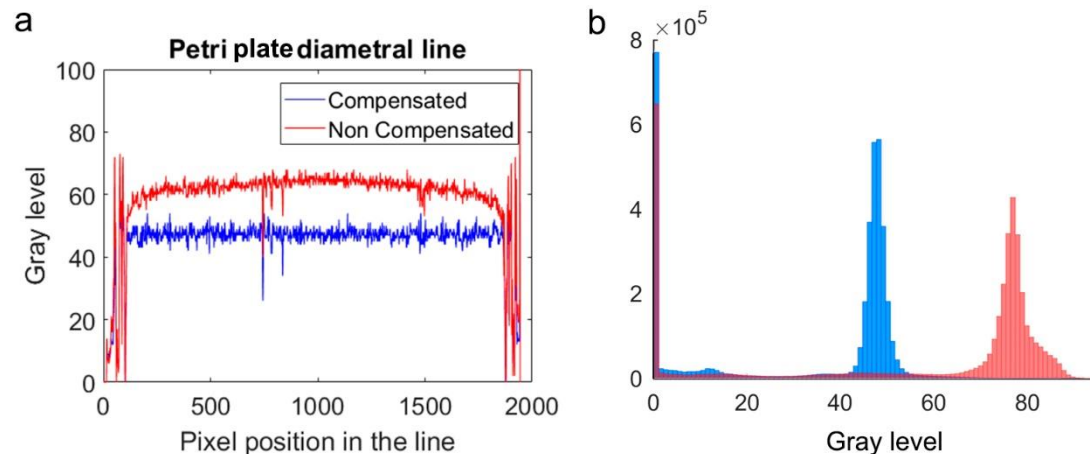 a
Petri plate diametral line
100
80
60
40
20
0
Gray level
Compensated
Non Compensated
0 500 1000 1500 2000
Pixel position in the line
b
×10⁵
8
6
4
2
0
0 20 40 60 80
Gray level